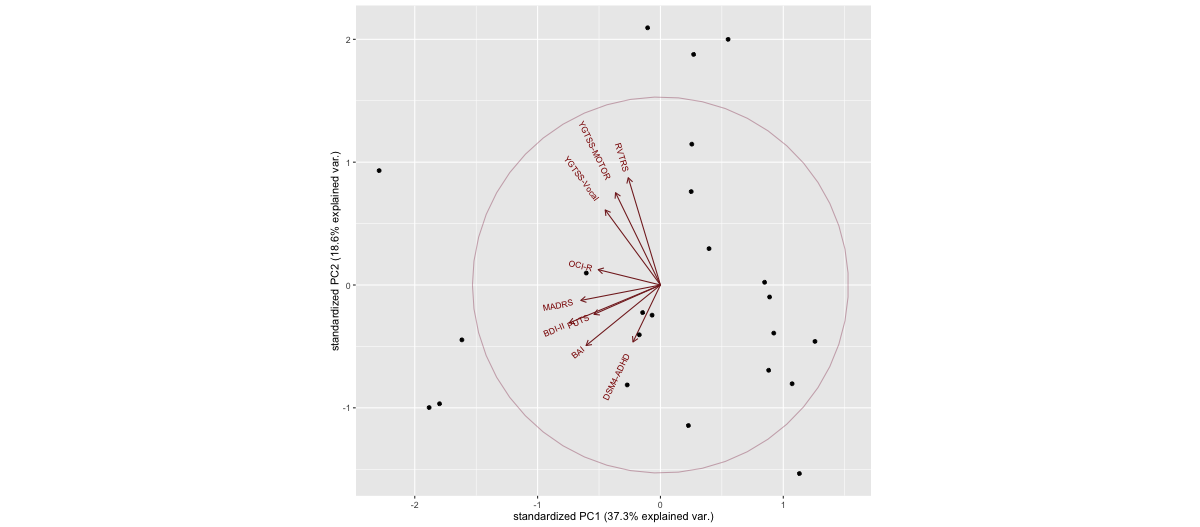 2
1
0
-1
-2
-1
0
1
standardized PC2 (18.6% explained var.)
standardized PC1 (37.3% explained var.)
YGTSS-MOTOR
RVTRS
YGTSS-Vocal
OCI-R
MADRS
BDI-II
PUTS
BAI
DSM4-ADHD